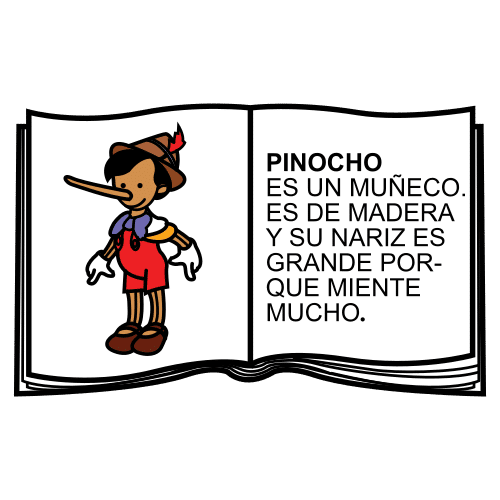 PINOCHO
ES UN MUÑECO.
ES DE MADERA
Y SU NARIZ ES
GRANDE POR-
QUE MIENTE
MUCHO.